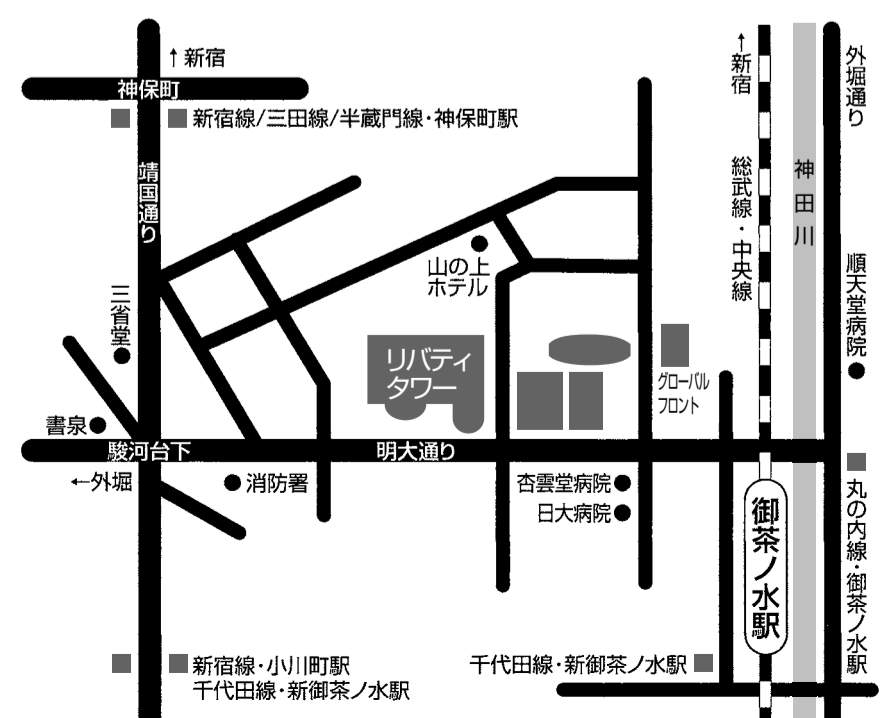 ↑新宿
神保町
新宿線/三田線/半蔵門線・神保町駅
靖国通り
↑新宿
総武線・中央線
神田川
外堀通り
順天堂病院
山の上
ホテル
三省堂
リバティ
タワー
グローバル
フロント
書泉
駿河台下
明大通り
←外堀
消防署
杏雲堂病院
日大病院
御茶ノ水駅
丸の内線・御茶ノ水駅
新宿線・小川町駅
千代田線・新御茶ノ水駅
千代田線・新御茶ノ水駅